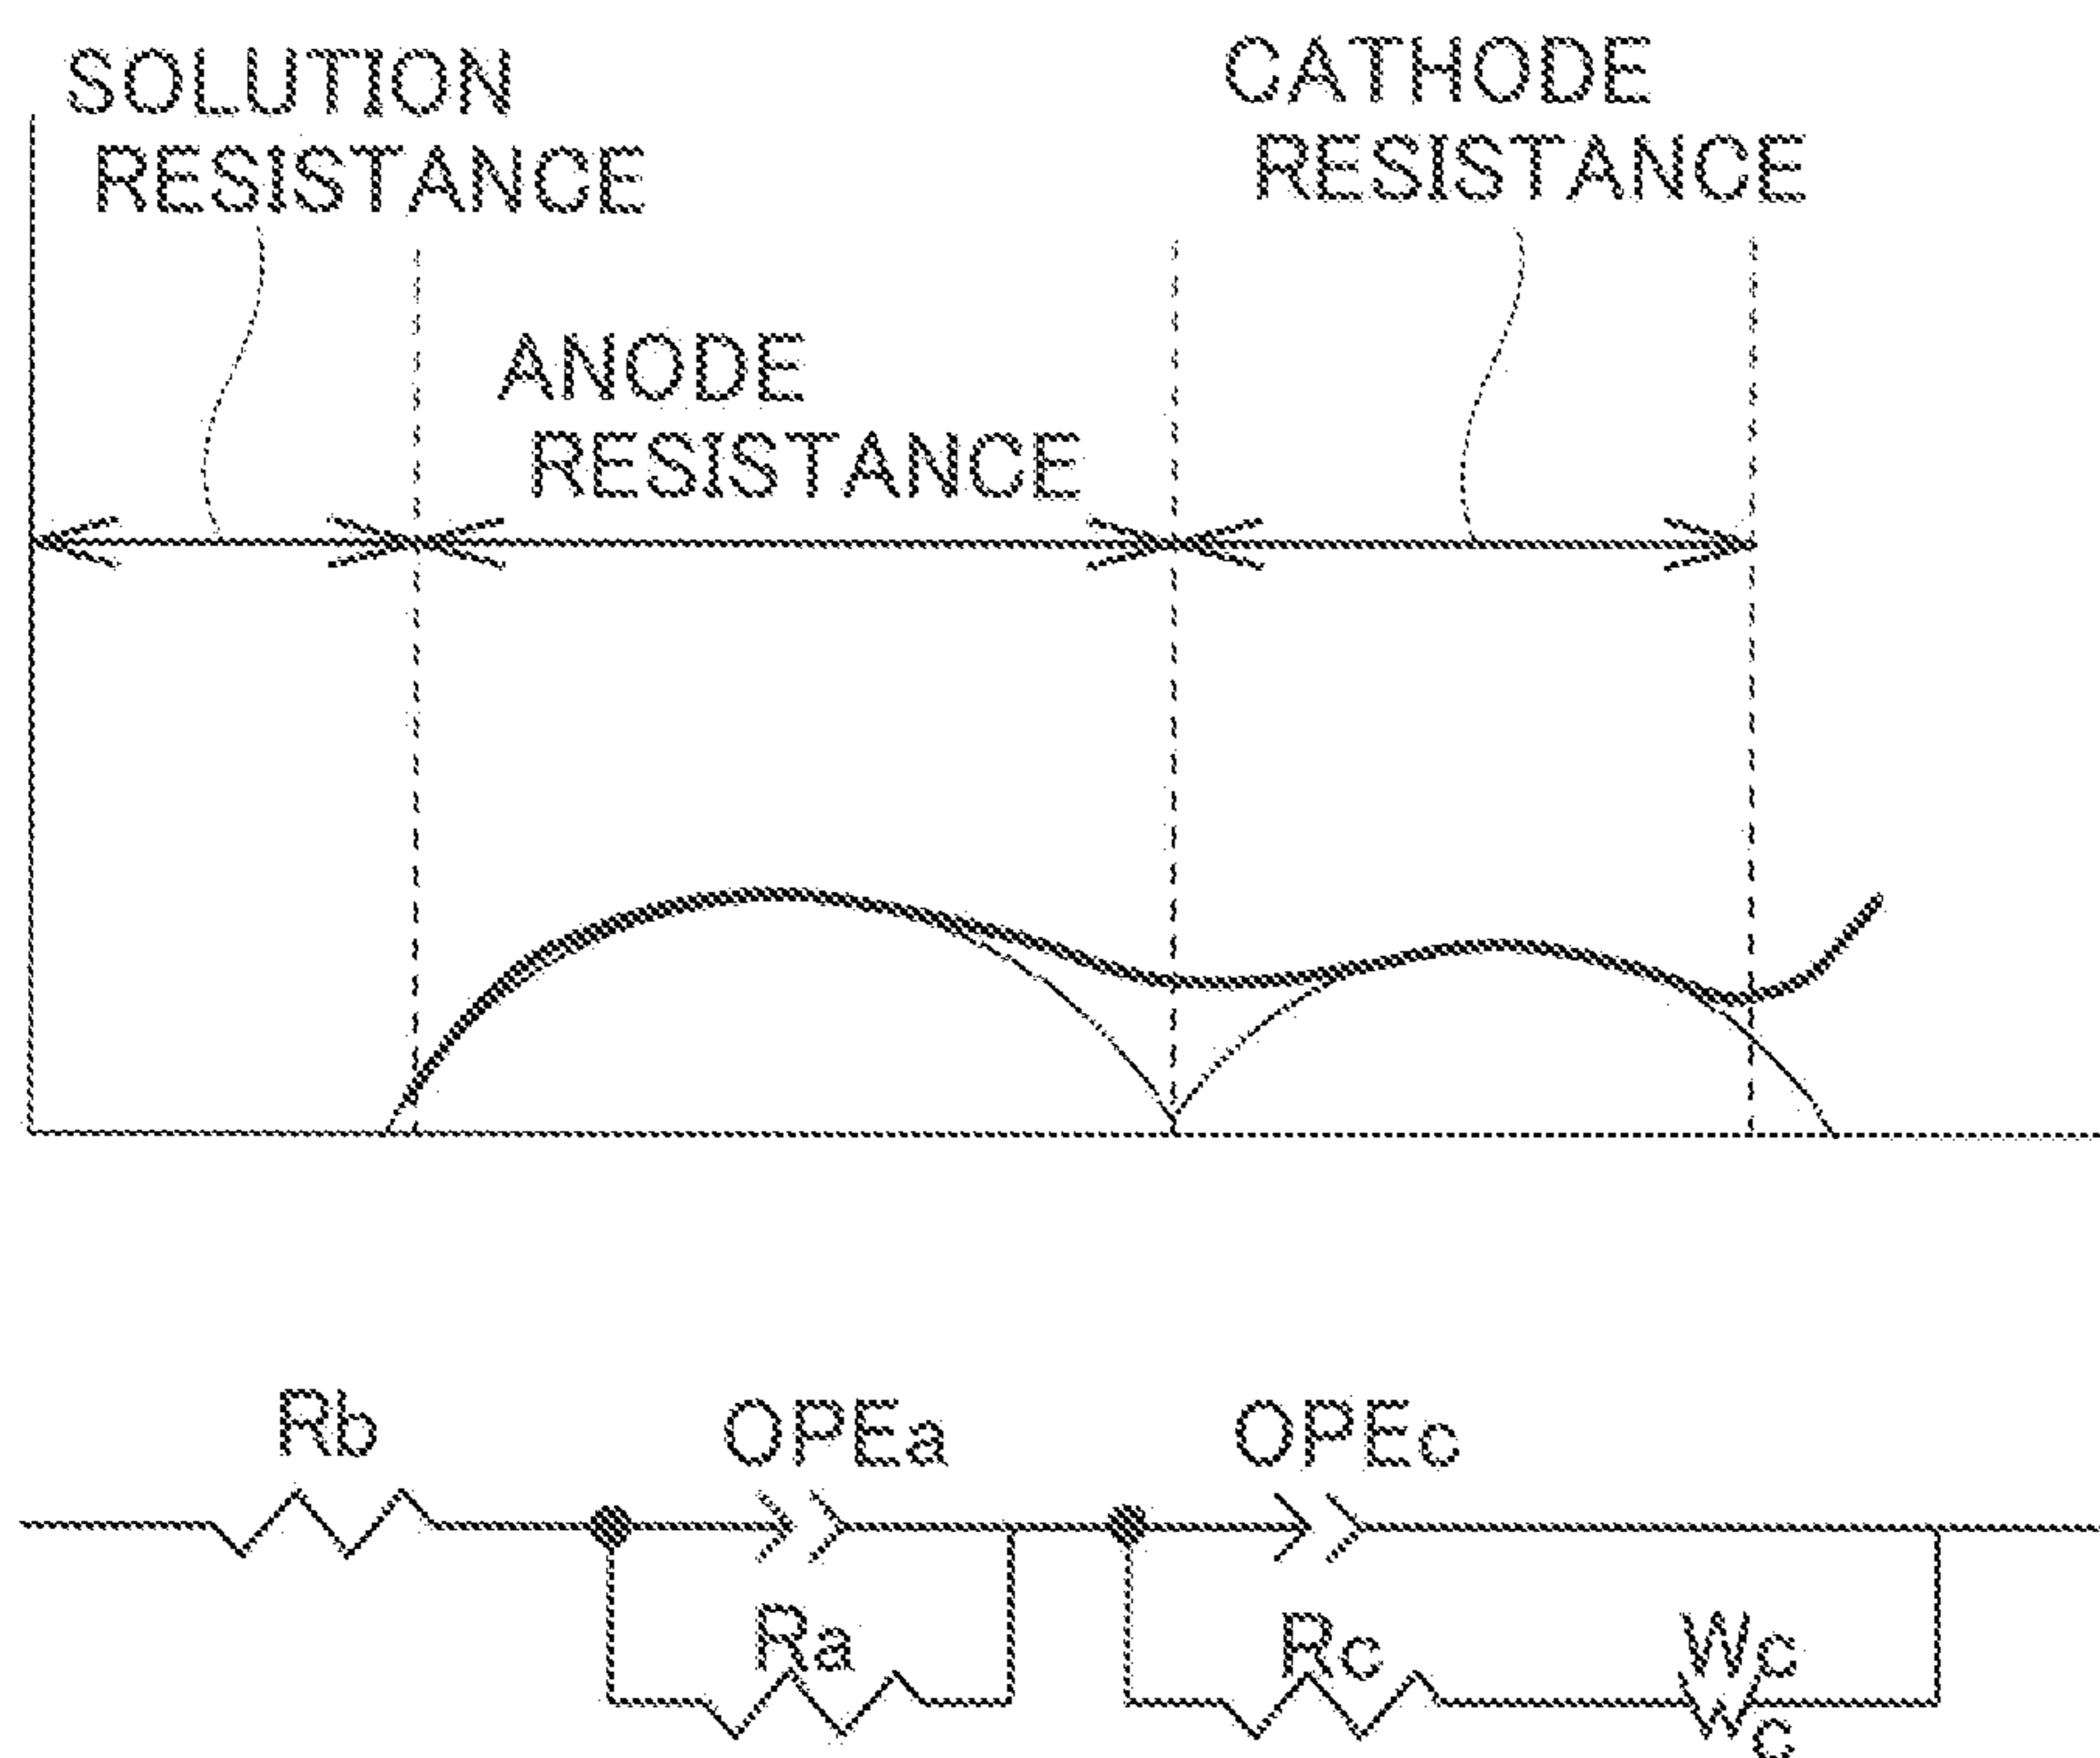 SOLUTION
RESISTANCE
CATHODE
RESISTANCE
ANODE
RESISTANCE
Rb
OPEa
OPEc
Ra
Rc
Wc
W
c